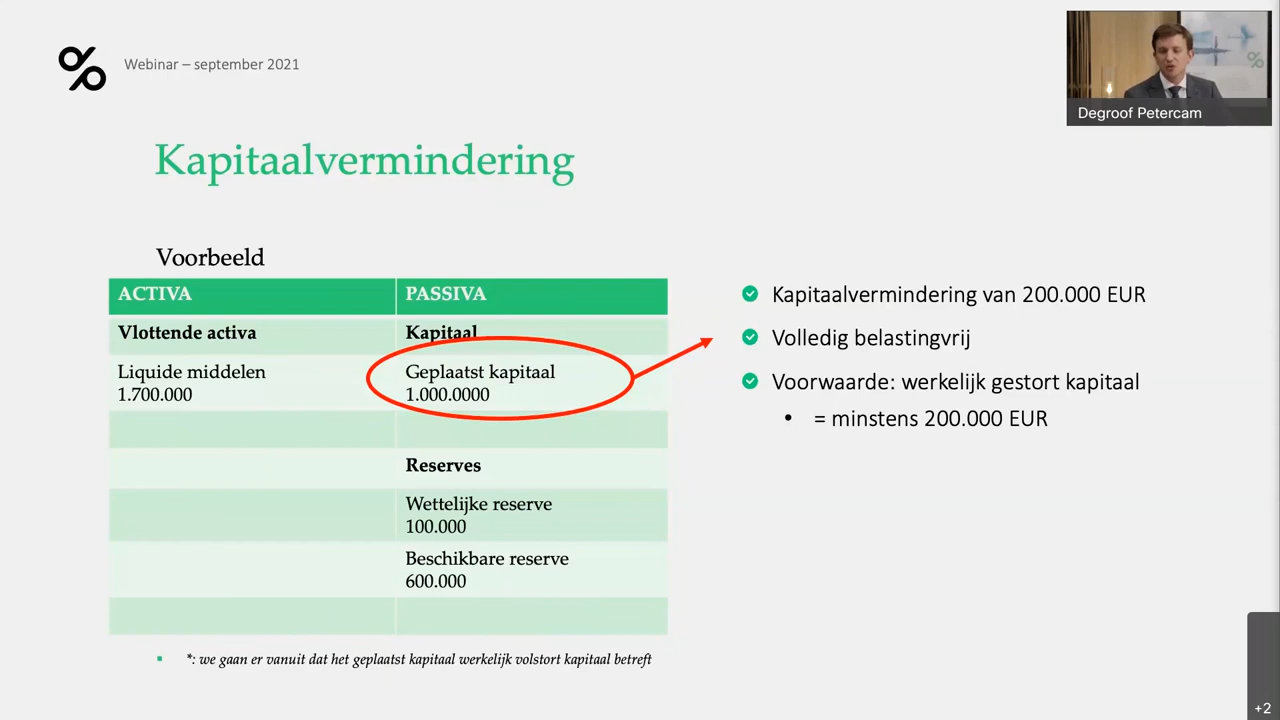 Webinar – september 2021
Degroof Petercam
Kapitaalvermindering
Voorbeeld
ACTIVA
PASSIVA
Vlottende activa
Kapitaal
Liquide middelen
1.700.000
Geplaatst kapitaal
1.000.0000
Reserves
Wettelijke reserve
100.000
Beschikbare reserve
600.000
Kapitaalvermindering van 200.000 EUR
Volledig belastingvrij
Voorwaarde: werkelijk gestort kapitaal
• = minstens 200.000 EUR
*: we gaan er vanuit dat het geplaatst kapitaal werkelijk volstort kapitaal betreft
+2